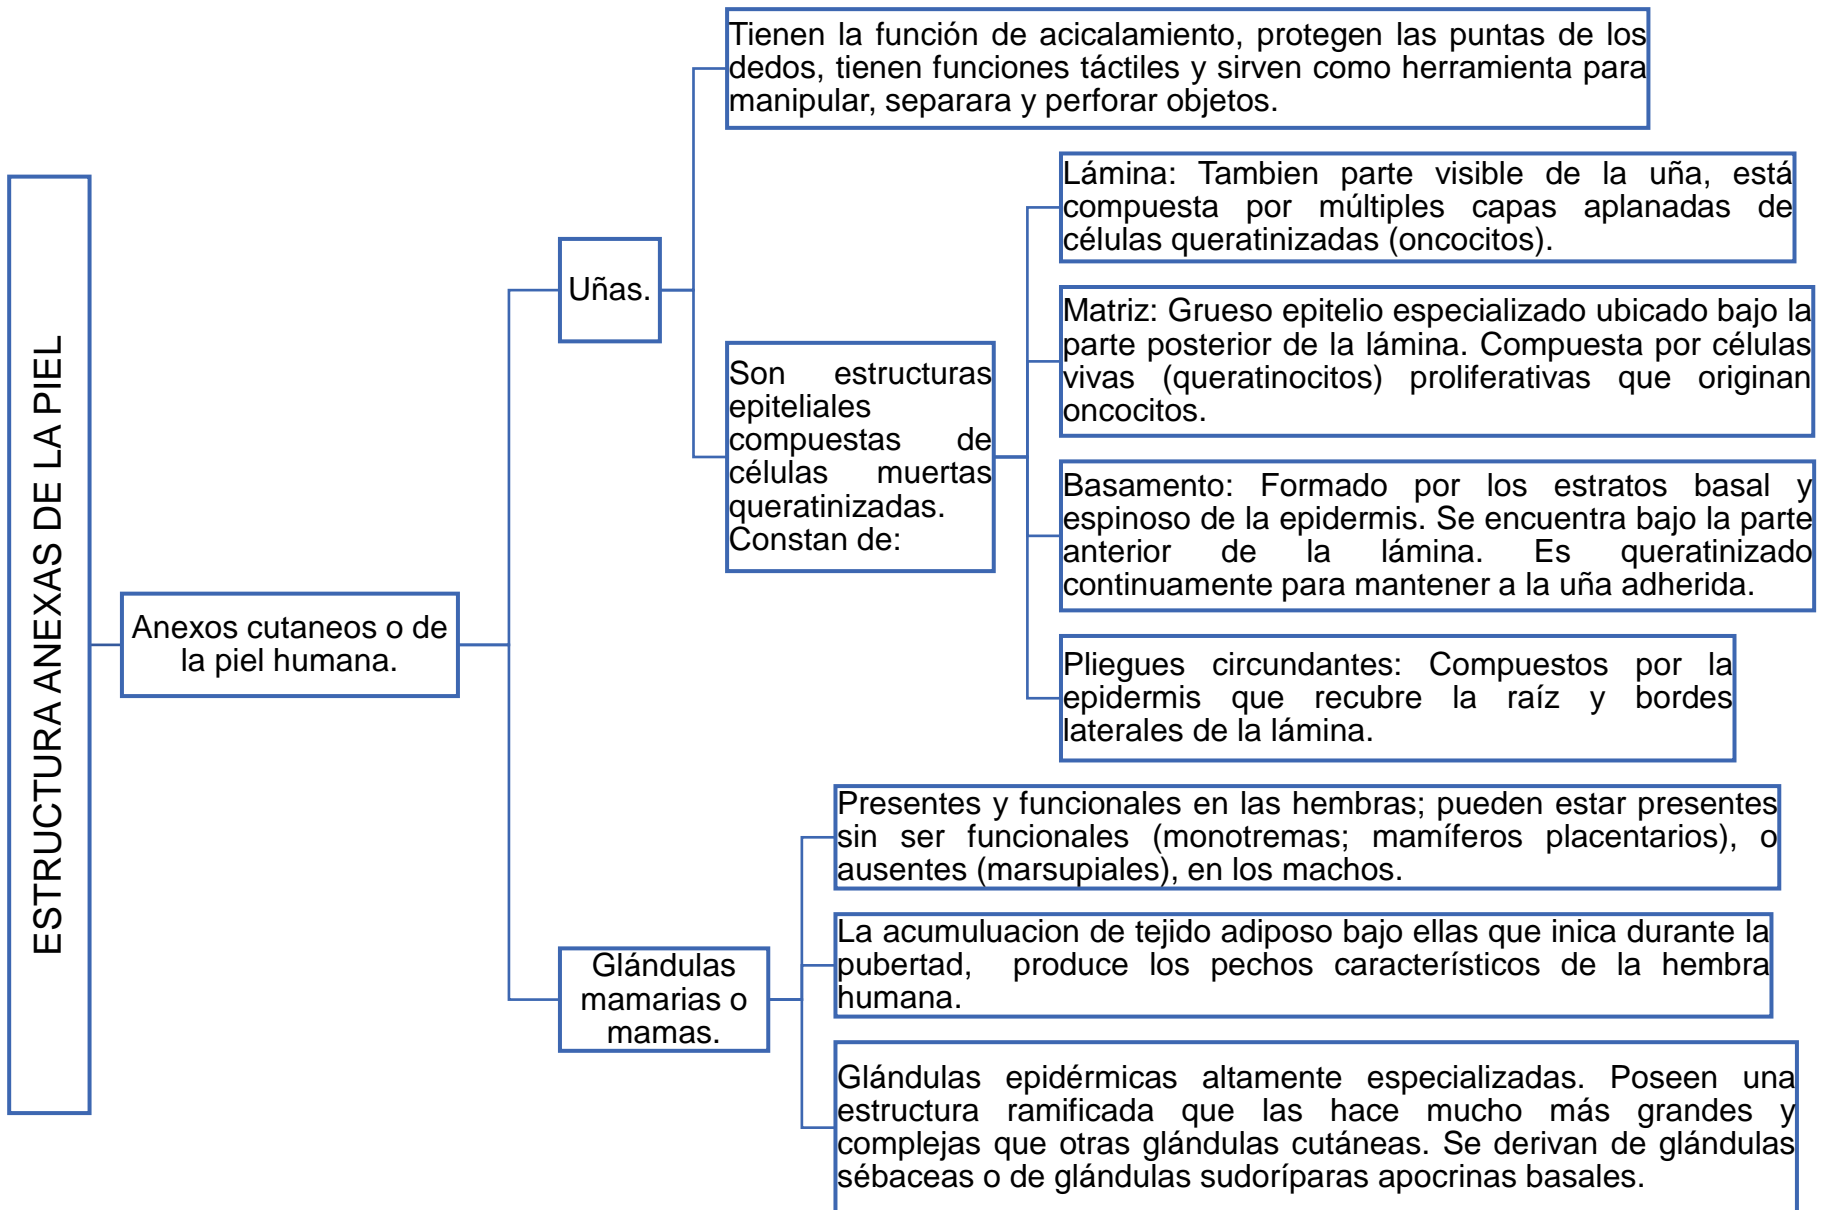 ESTRUCTURA ANEXAS DE LA PIEL
Anexos cutaneos o de
la piel humana.
Uñas.
Tienen la función de acicalamiento, protegen las puntas de los
dedos, tienen funciones táctiles y sirven como herramienta para
manipular, separara y perforar objetos.
Son estructuras
epiteliales
compuestas de
células muertas
queratinizadas.
Constan de:
Lámina: Tambien parte visible de la uña, está
compuesta por múltiples capas aplanadas de
células queratinizadas (oncocitos).
Matriz: Grueso epitelio especializado ubicado bajo la
parte posterior de la lámina. Compuesta por células
vivas (queratinocitos) proliferativas que originan
oncocitos.
Basamento: Formado por los estratos basal y
espinoso de la epidermis. Se encuentra bajo la parte
anterior de la lámina. Es queratinizado
continuamente para mantener a la uña adherida.
Pliegues circundantes: Compuestos por la
epidermis que recubre la raíz y bordes
laterales de la lámina.
Glándulas
mamarias o
mamas.
Presentes y funcionales en las hembras; pueden estar presentes
sin ser funcionales (monotremas; mamíferos placentarios), o
ausentes (marsupiales), en los machos.
La acumuluacion de tejido adiposo bajo ellas que inica durante la
pubertad, produce los pechos característicos de la hembra
humana.
Glándulas epidérmicas altamente especializadas. Poseen una
estructura ramificada que las hace mucho más grandes y
complejas que otras glándulas cutáneas. Se derivan de glándulas
sébaceas o de glándulas sudoríparas apocrinas basales.